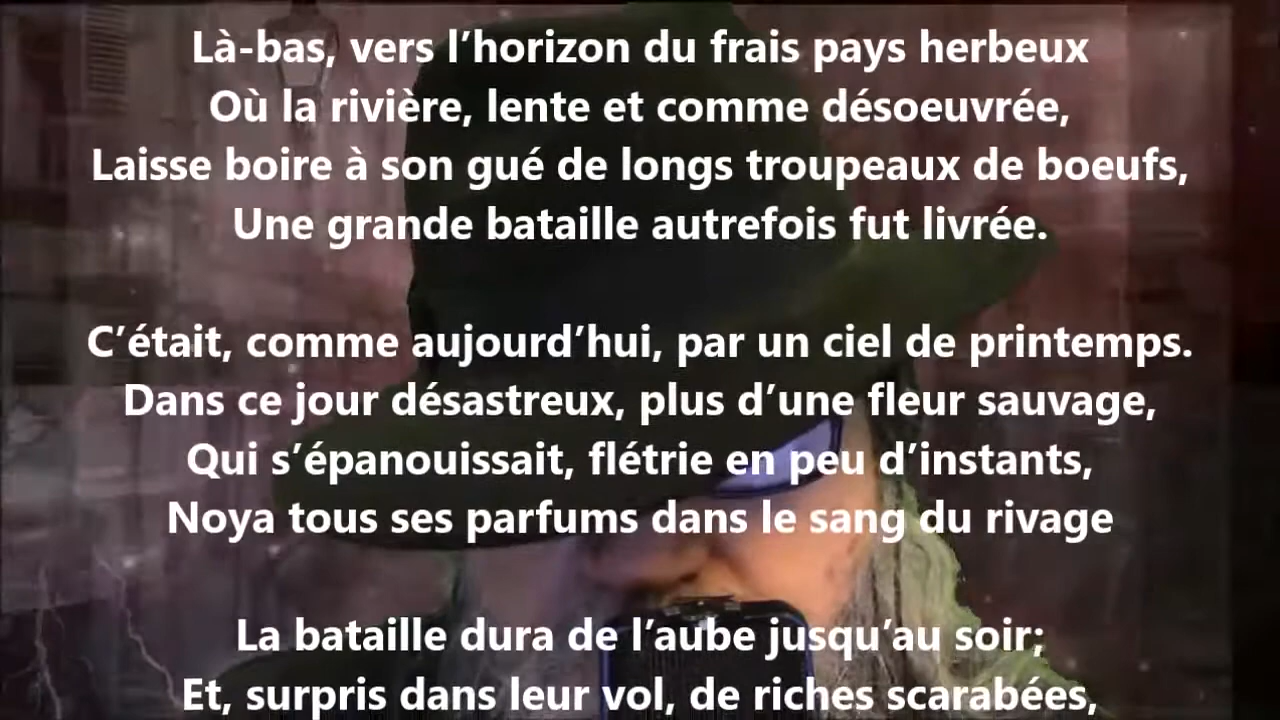 Là-bas, vers l’horizon du frais pays herbeux
Où la rivière, lente et comme désoeuvrée,
Laisse boire à son gué de longs troupeaux de boeufs,
Une grande bataille autrefois fut livrée.
C’était, comme aujourd’hui, par un ciel de printemps.
Dans ce jour désastreux, plus d’une fleur sauvage,
Qui s’épanouissait, flétrie en peu d’instants,
Noya tous ses parfums dans le sang du rivage
La bataille dura de l’aube jusqu’au soir;
Et, surpris dans leur vol, de riches scarabées,